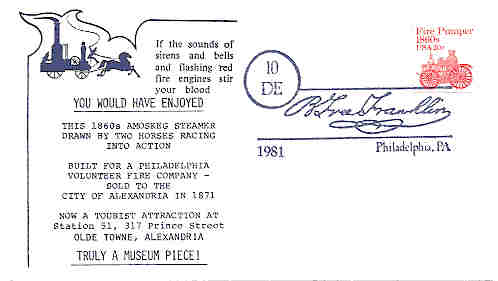 If the sounds of
sirens and bells
and flashing red
fire engines stir
your blood
YOU WOULD HAVE ENJOYED
THIS 1860s AMOSKEG STEAMER
DRAWN BY TWO HORSES RACING
INTO ACTION
BUILT FOR A PHILADELPHIA
VOLUNTEER FIRE COMPANY -
SOLD TO THE
CITY OF ALEXANDRIA IN 1871
NOW A TOURIST ATTRACTION AT
Station 51, 317 Prince Street
OLDE TOWNE, ALEXANDRIA
TRULY A MUSEUM PIECE!
10
DE
1981
B Free Franklin
Philadelphia, PA
Fire Pumper
1860s
USA 20c